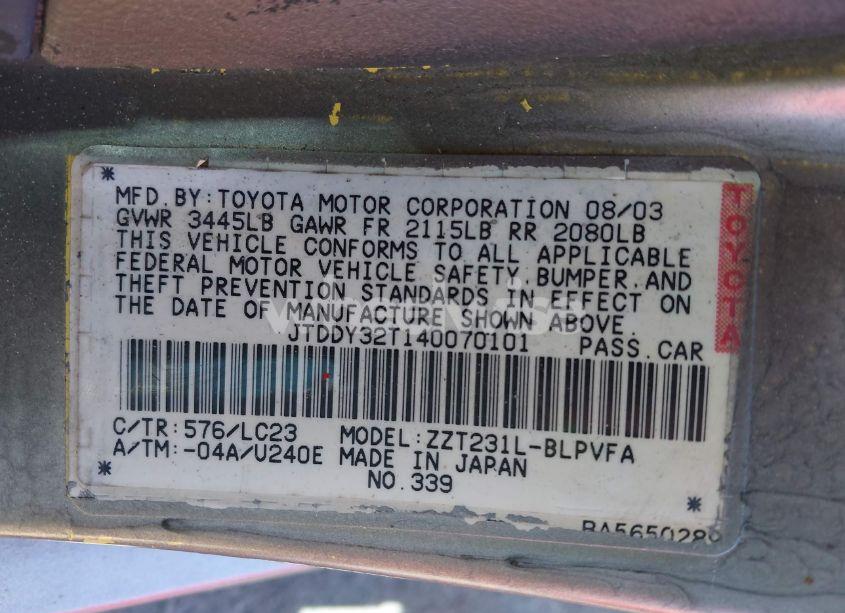 MFD.BY:TOYOTA MOTOR CORPORATION 08/03
GVWR 3445LB GAWR FR 2115LB RR 2080LB
THIS VEHICLE CONFORMS TO ALL APPLICABLE
FEDERAL MOTOR VEHICLE SAFETY,BUMPER,AND
THEFT PREVENTION STANDARDS IN EFFECT ON
THE DATE OF MANUFACTURE SHOWN ABOVE.
JTDDY32T140070101 PASS.CAR
C/TR:576/LC23 MODEL:ZZT231L-BLPVFA
A/TM:-04A/U240E MADE IN JAPAN
NO.339
TOYOTA